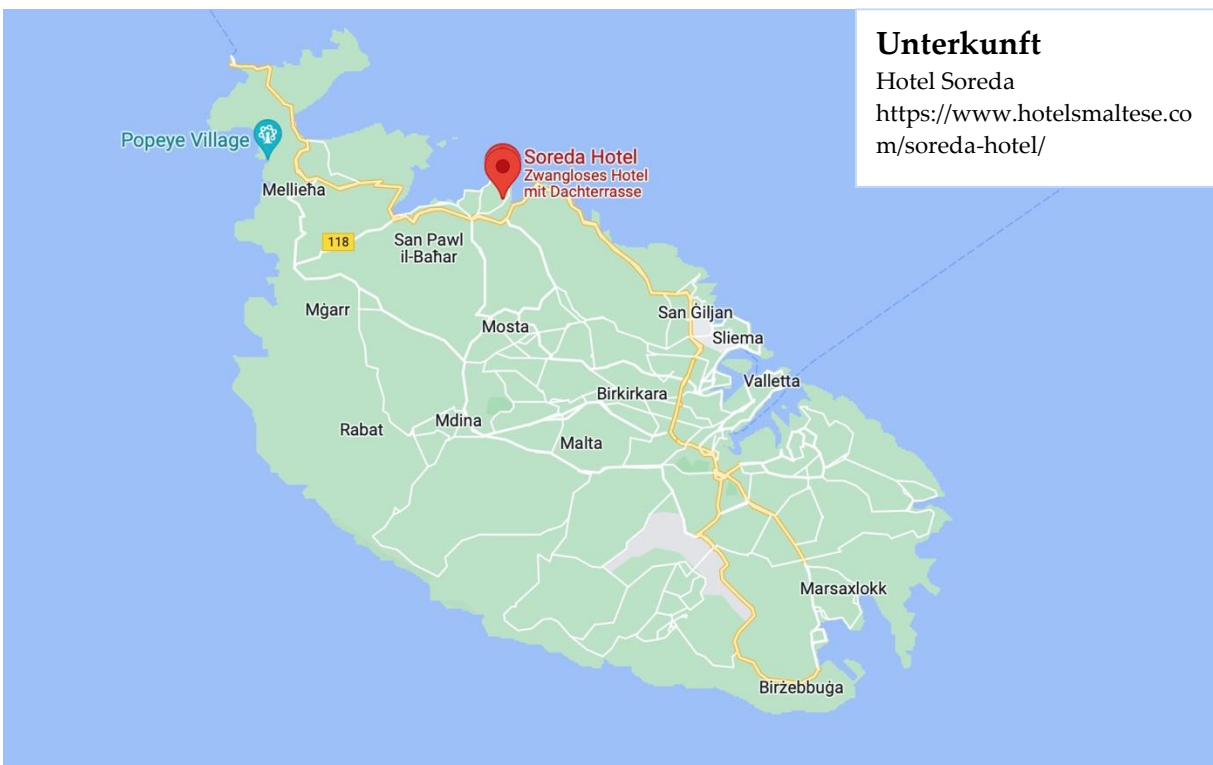 Unterkunft
Hotel Soreda
https://www.hotelsmaltese.co
m/soreda-hotel/
Popeye Village
Soreda Hotel
Zwangloses Hotel
mit Dachterrasse
Mellieħa
118
San Pawl
il-Baħar
Mġarr
Mosta
San Ġiljan
Sliema
Valletta
Birkirkara
Mdina
Rabat
Malta
Marsaxlokk
Birżebbuġa